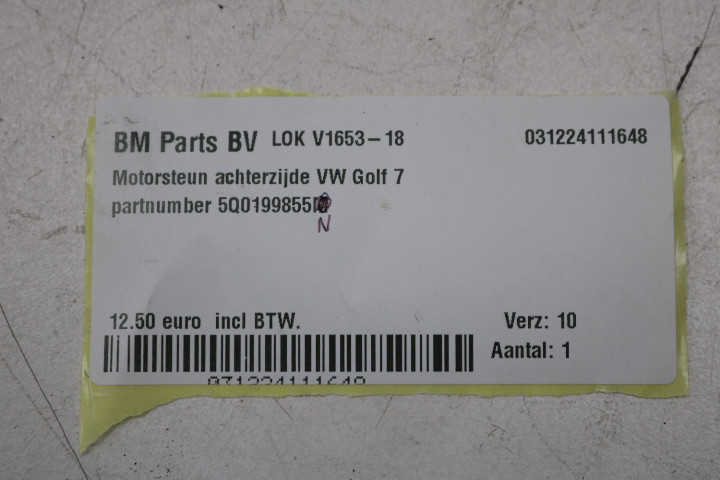 BM Parts BV LOK V1653-18 031224111648
Motorsteun achterzijde VW Golf 7
partnumber 5Q0199855
N
12.50 euro incl BTW. Verz: 10
Aantal: 1
031224111648